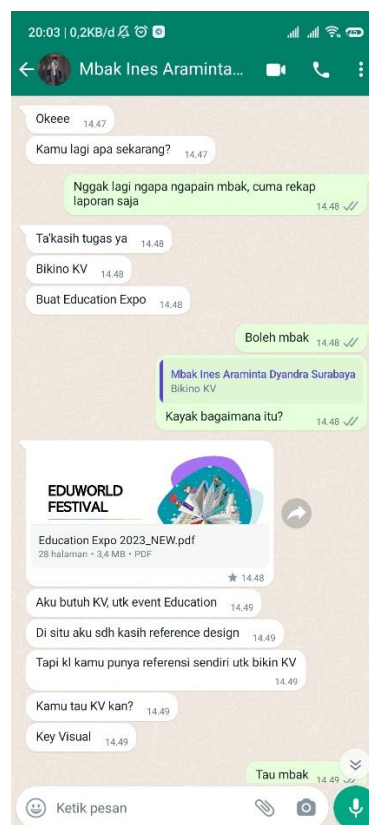 20:03 | 0,2KB/d
Mbak Ines Araminta...
Okeee 14.47
Kamu lagi apa sekarang? 14.47
Nggak lagi ngapa ngapain mbak, cuma rekap
laporan saja 14.48
Ta'kasih tugas ya 14.48
Bikino KV 14.48
Buat Education Expo 14.48
Boleh mbak 14.48
Mbak Ines Araminta Dyandra Surabaya
Bikino KV
Kayak bagaimana itu? 14.48
EDUWORLD
FESTIVAL
Education Expo 2023_NEW.pdf
28 halaman • 3,4 MB • PDF
14.48
Aku butuh KV, utk event Education 14.49
Di situ aku sdh kasih reference design 14.49
Tapi kl kamu punya referensi sendiri utk bikin KV
14.49
Kamu tau KV kan? 14.49
Key Visual 14.49
Tau mbak 14.49
Ketik pesan